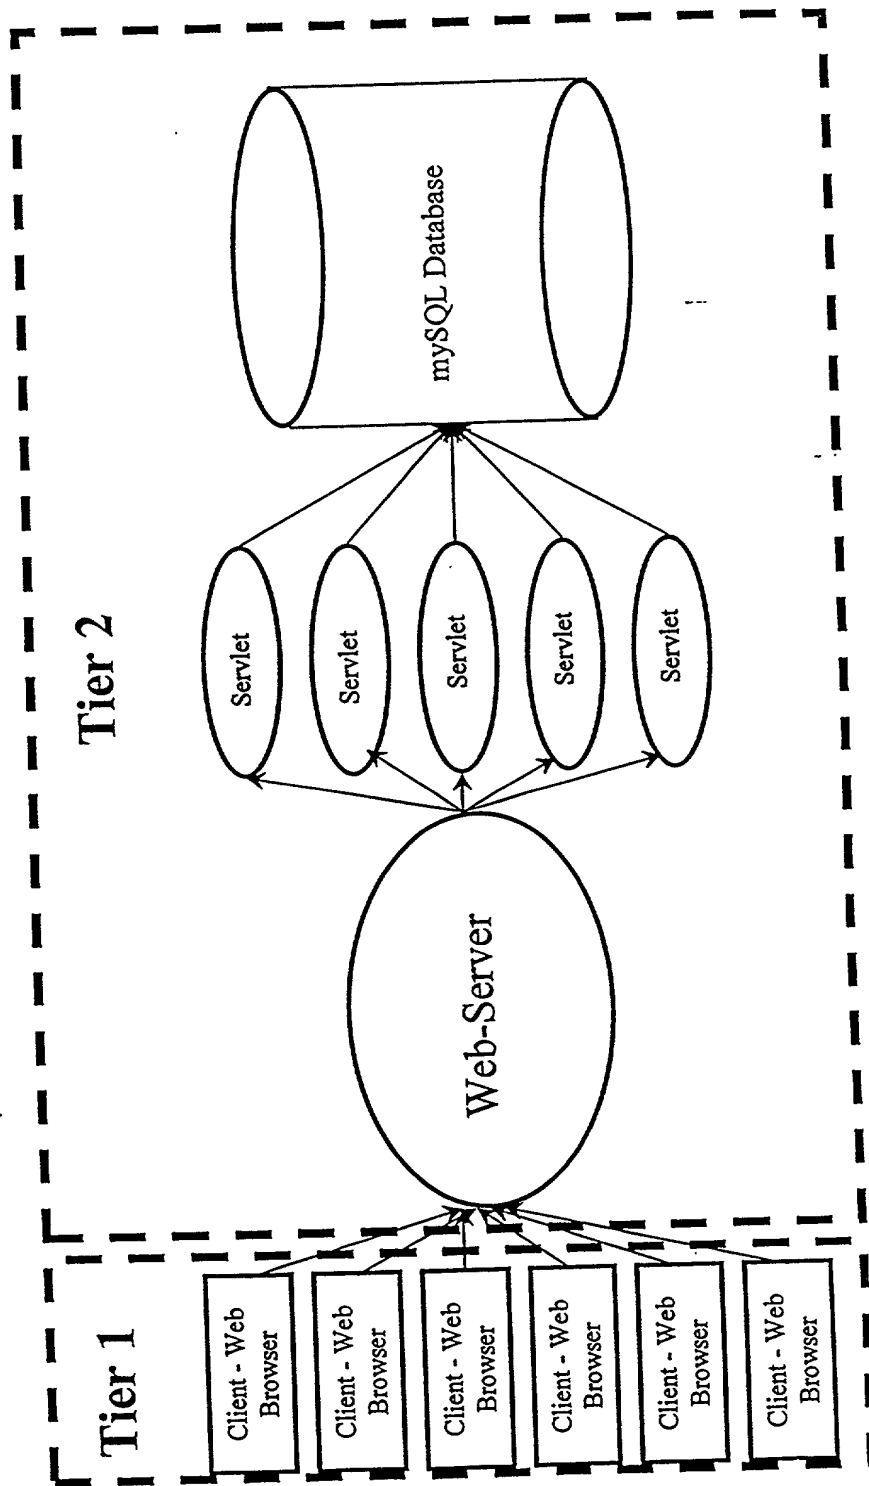 Tier 1
Client - Web
Browser
Client - Web
Browser
Client - Web
Browser
Client - Web
Browser
Client - Web
Browser
Client - Web
Browser
Tier 2
Web-Server
Servlet
Servlet
Servlet
Servlet
Servlet
mySQL Database